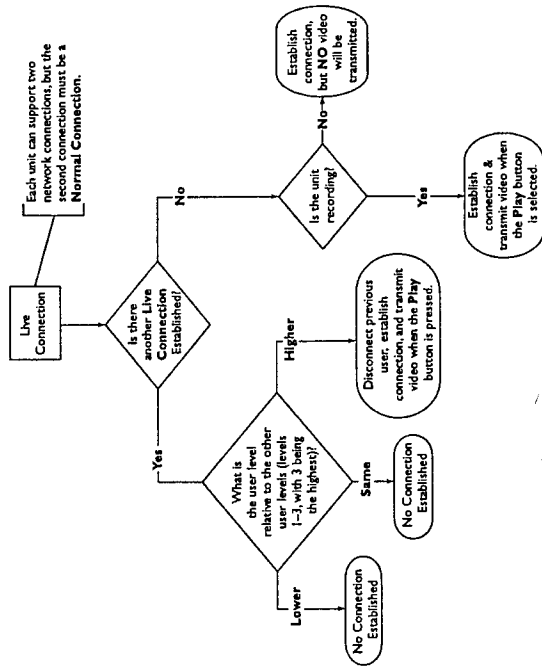 Each unit can support two
network connections, but the
second connection must be a
Normal Connection.
Live
Connection
Is there
another Live
Connection
Established?
Yes
No
What is
the user level
relative to the other
user levels (levels
1–3, with 3 being
the highest)?
Lower
Same
Higher
No Connection
Established
No Connection
Established
Disconnect previous
user, establish
connection, and transmit
video when the Play
button is pressed.
Is the unit
recording?
No
Yes
Establish
connection,
but NO video
will be
transmitted.
Establish
connection &
transmit video when
the Play button
is selected.